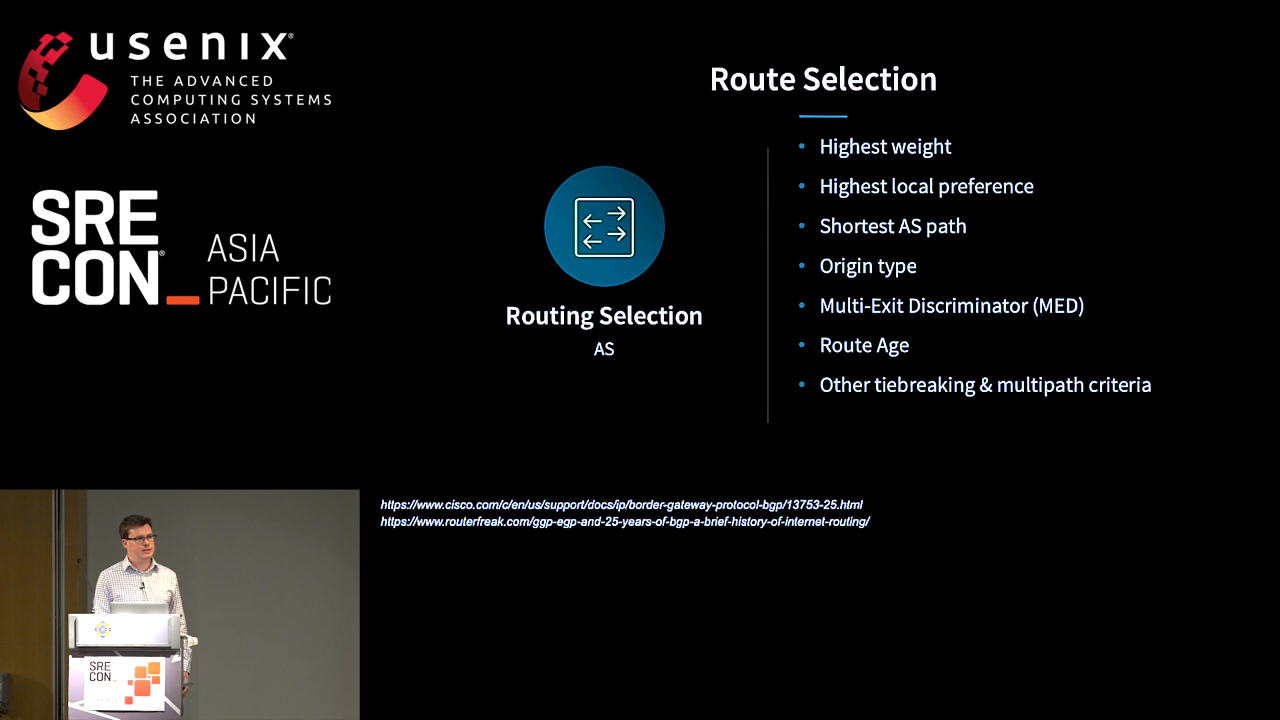 usenix®
THE ADVANCED
COMPUTING SYSTEMS
ASSOCIATION
SRE
CON®_
ASIA
PACIFIC
Route Selection
Routing Selection
AS
• Highest weight
• Highest local preference
• Shortest AS path
• Origin type
• Multi-Exit Discriminator (MED)
• Route Age
• Other tiebreaking & multipath criteria
https://www.cisco.com/c/en/us/support/docs/ip/border-gateway-protocol-bgp/13753-25.html
https://www.routerfreak.com/ggp-egp-and-25-years-of-bgp-a-brief-history-of-internet-routing/
SRE
CON_